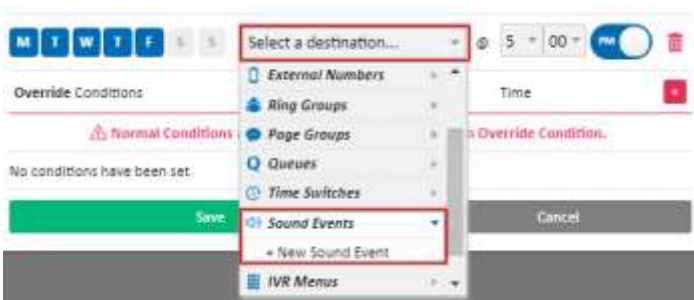 M T W T F S S Select a destination... @ 5 00 PM
External Numbers
Override Conditions Time +
Ring Groups
Normal Conditions Page Groups n Override Condition.
Queues
No conditions have been set
Time Switches
Save Sound Events Cancel
+ New Sound Event
IVR Menus